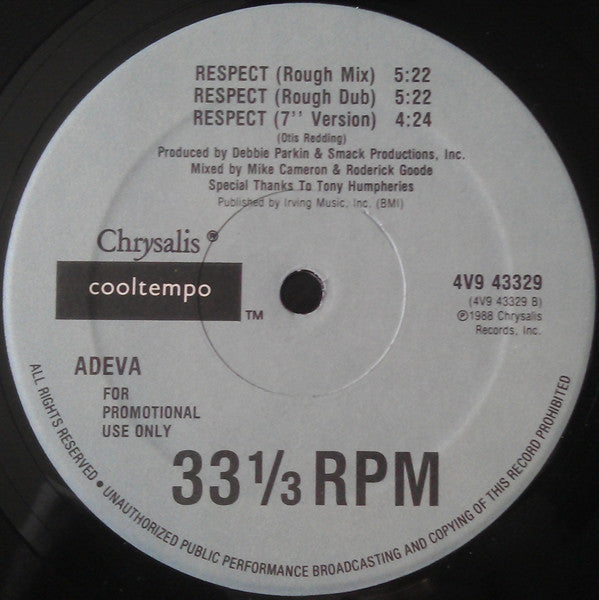 RESPECT (Rough Mix) 5:22
RESPECT (Rough Dub) 5:22
RESPECT (7'' Version) 4:24
(Otis Redding)
Produced by Debbie Parkin & Smack Productions, Inc.
Mixed by Mike Cameron & Roderick Goode
Special Thanks To Tony Humpheries
Published by Irving Music, Inc. (BMI)
Chrysalis®
cooltempo
TM
4V9 43329
(4V9 43329 B)
℗1988 Chrysalis
Records, Inc.
ADEVA
FOR
PROMOTIONAL
USE ONLY
33⅓ RPM
ALL RIGHTS RESERVED • UNAUTHORIZED PUBLIC PERFORMANCE BROADCASTING AND COPYING OF THIS RECORD PROHIBITED